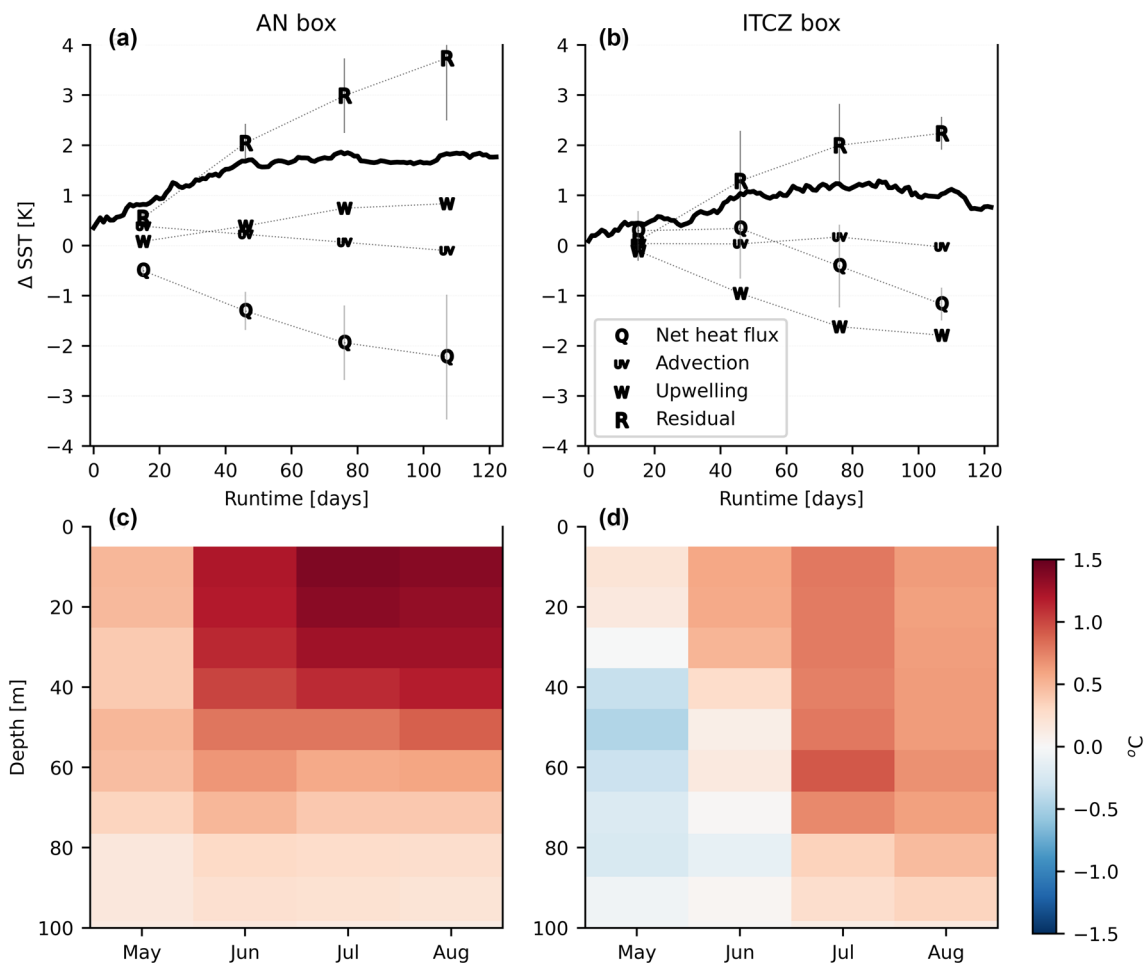 AN box
ITCZ box
(a)
(b)
4
3
2
1
0
−1
−2
−3
−4
Δ SST [K]
R
R
R
R
W
W
W
W
UV
UV
UV
UV
Q
Q
Q
Q
0
20
40
60
80
100
120
Runtime [days]
4
3
2
1
0
−1
−2
−3
−4
R
R
R
R
Q
Q
Q
Q
UV
UV
UV
UV
W
W
W
W
Q Net heat flux
UV Advection
W Upwelling
R Residual
0
20
40
60
80
100
120
Runtime [days]
(c)
(d)
0
20
40
60
80
100
Depth [m]
May
Jun
Jul
Aug
0
20
40
60
80
100
May
Jun
Jul
Aug
1.5
1.0
0.5
0.0
−0.5
−1.0
−1.5
°C